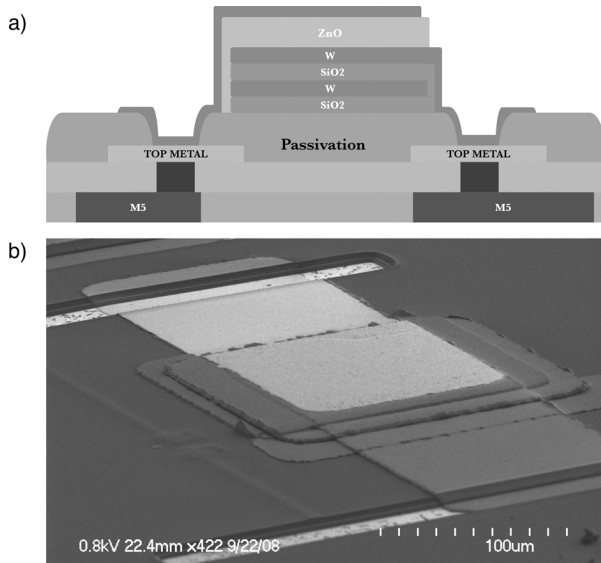 a)
ZnO
W
SiO2
W
SiO2
Passivation
TOP METAL TOP METAL
M5 M5
b)
0.8kV 22.4mm x422 9/22/08 100um